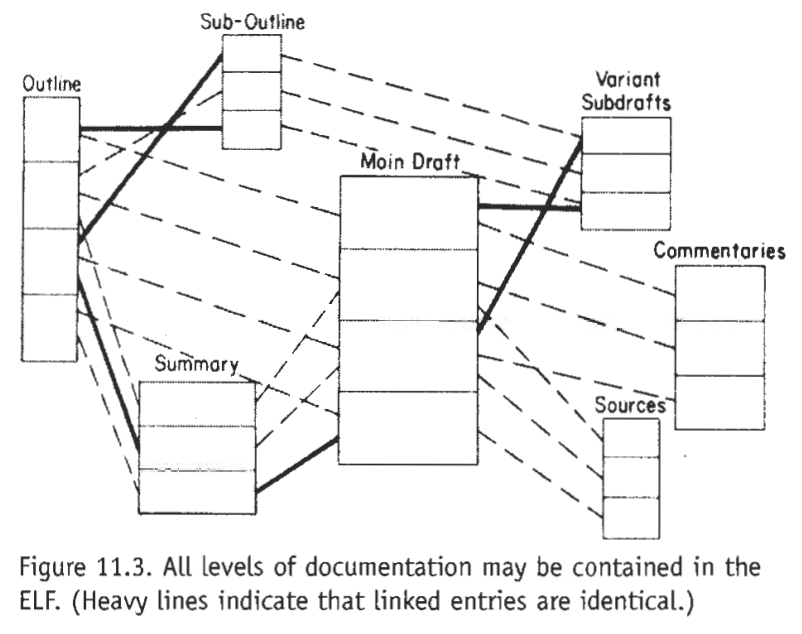 Sub-Outline
Outline
Variant
Subdrafts
Main Draft
Commentaries
Summary
Sources
Figure 11.3. All levels of documentation may be contained in the
ELF. (Heavy lines indicate that linked entries are identical.)